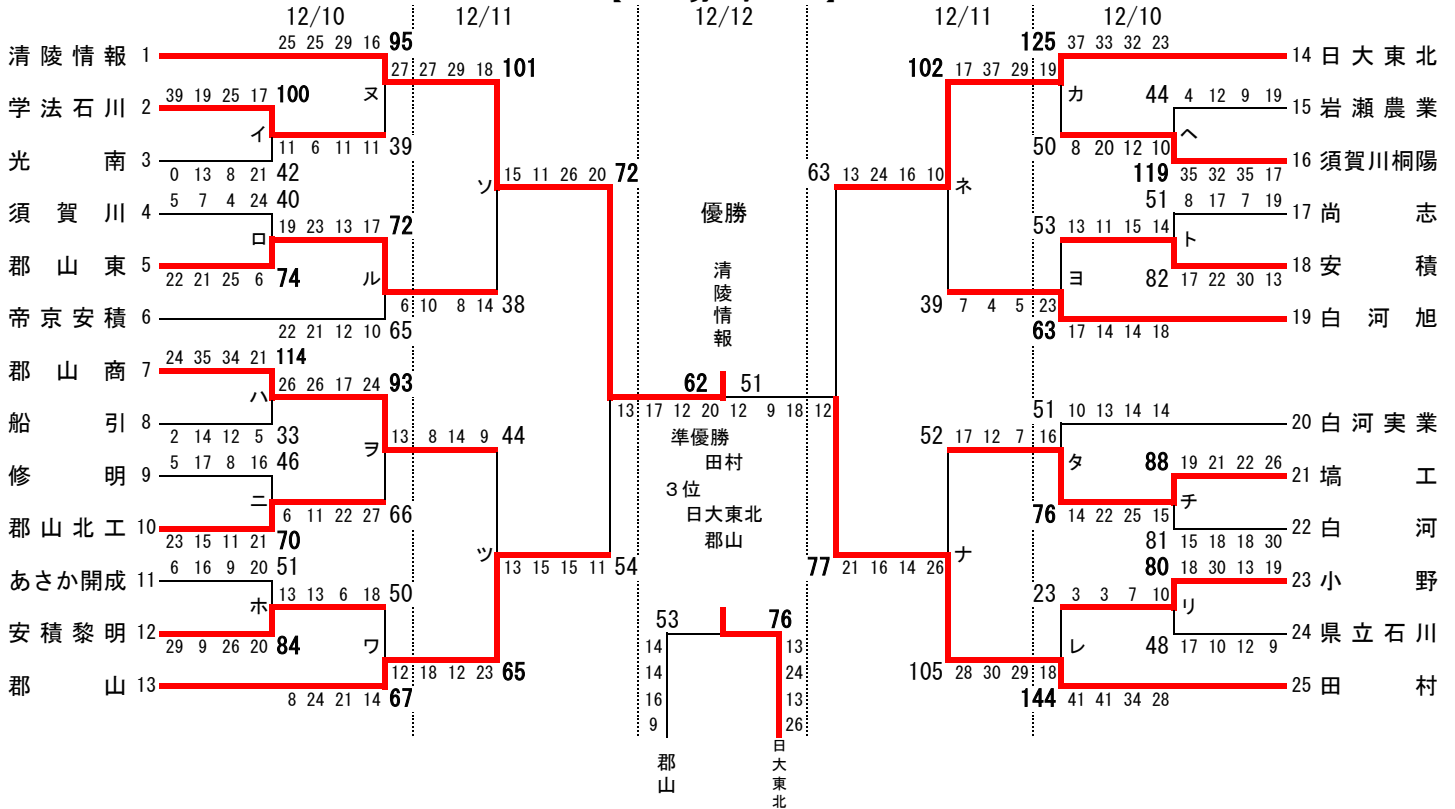 12/10 12/11 12/12 12/11 12/10
清陵情報 1 25 25 29 16 95
27 27 29 18 101
学法石川 2 39 19 25 17 100
ヌ
イ
11 6 11 11 39
光南 3 0 13 8 21 42
ソ 15 11 26 20 72
須賀川 4 5 7 4 24 40
ロ 19 23 13 17 72
郡山東 5 22 21 25 6 74
ル
6 10 8 14 38
帝京安積 6 22 21 12 10 65
郡山商 7 24 35 34 21 114
ハ 26 26 17 24 93
船引 8 2 14 12 5 33
13 8 14 9 44
修明 9 5 17 8 16 46
ヲ
ニ 6 11 22 27 66
郡山北工 10 23 15 11 21 70
ツ 13 15 15 11 54
あさか開成 11 6 16 9 20 51
ホ 13 13 6 18 50
安積黎明 12 29 9 26 20 84
ワ
12 18 12 23 65
郡山 13 8 24 21 14 67
優勝
清陵情報
62 51
13 17 12 20 12 9 18 12
準優勝
田村
3位
日大東北
郡山
53 76
14 13
14 24
16 13
9 26
郡山
日大東北
125 37 33 32 23 14 日大東北
102 17 37 29 19
カ 44 4 12 9 19 15 岩瀬農業
ヘ
50 8 20 12 10
119 35 32 35 17 16 須賀川桐陽
63 13 24 16 10 ネ
51 8 17 7 19 17 尚志
53 13 11 15 14 ト
ヨ 82 17 22 30 13 18 安積
39 7 4 5 23
63 17 14 14 18 19 白河旭
51 10 13 14 14 20 白河実業
52 17 12 7 16
タ 88 19 21 22 26 21 塙工
チ
76 14 22 25 15
81 15 18 18 30 22 白河
77 21 16 14 26 ナ
80 18 30 13 19 23 小野
23 3 3 7 10 リ
レ 48 17 10 12 9 24 県立石川
105 28 30 29 18
144 41 41 34 28 25 田村